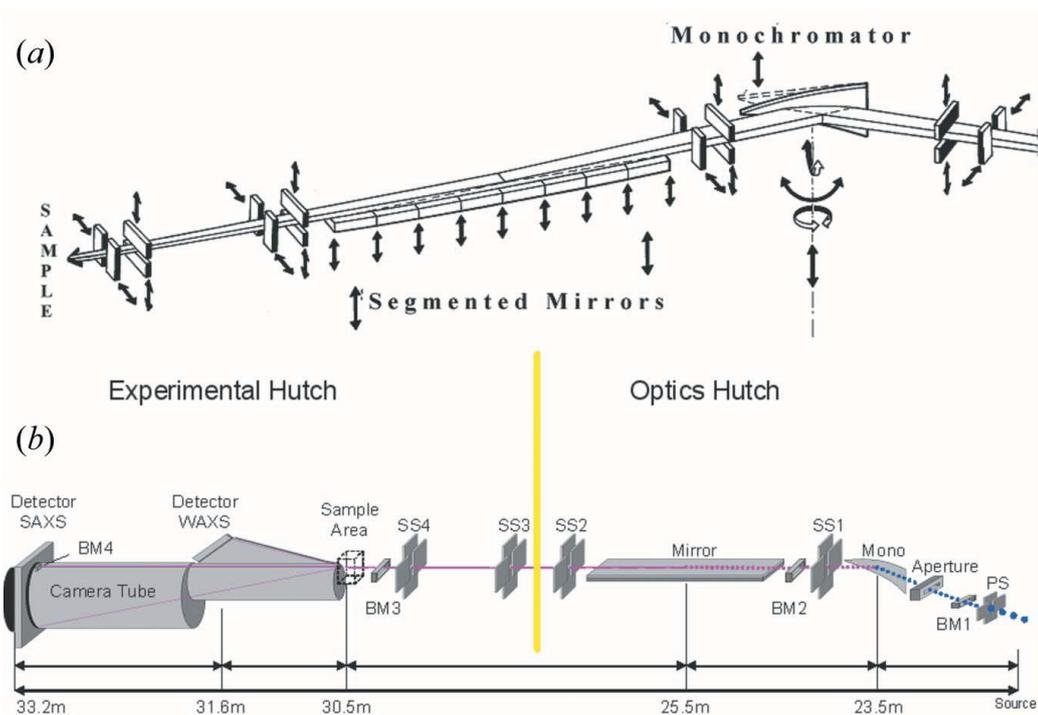 (a)
Monochromator
SAMPLE
Segmented Mirrors
Experimental Hutch
Optics Hutch
(b)
Detector
SAXS
Detector
WAXS
Sample
Area
SS4
SS3
SS2
SS1
BM4
Mirror
Mono
Aperture
PS
Camera Tube
BM3
BM2
BM1
33.2m
31.6m
30.5m
25.5m
23.5m
Source